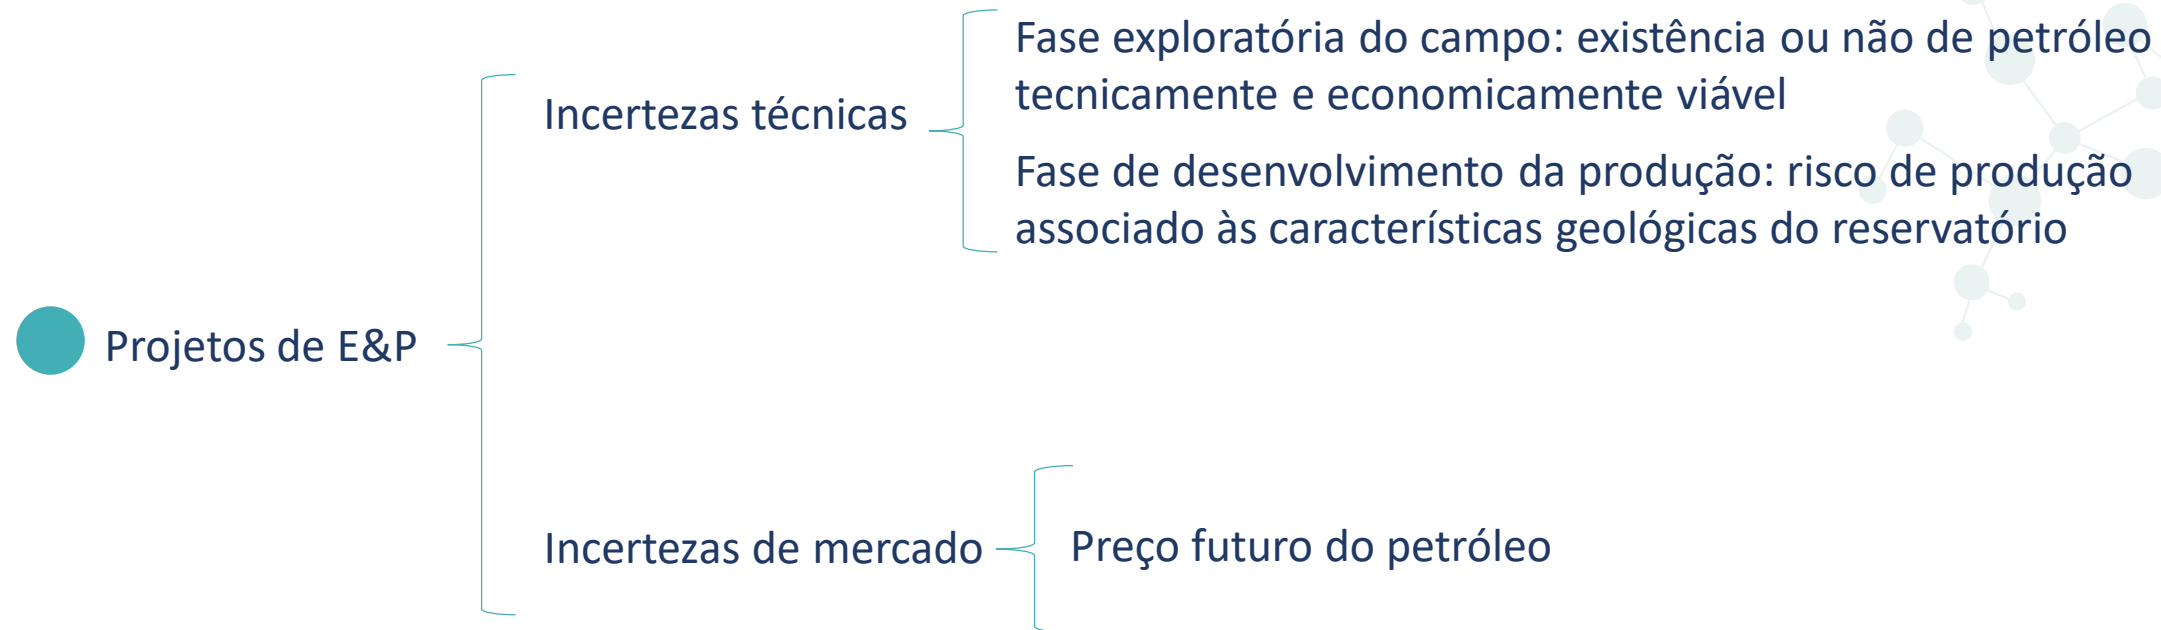 Fase exploratória do campo: existência ou não de petróleo
tecnicamente e economicamente viável
Incertezas técnicas
Fase de desenvolvimento da produção: risco de produção
associado às características geológicas do reservatório
Projetos de E&P
Incertezas de mercado
Preço futuro do petróleo